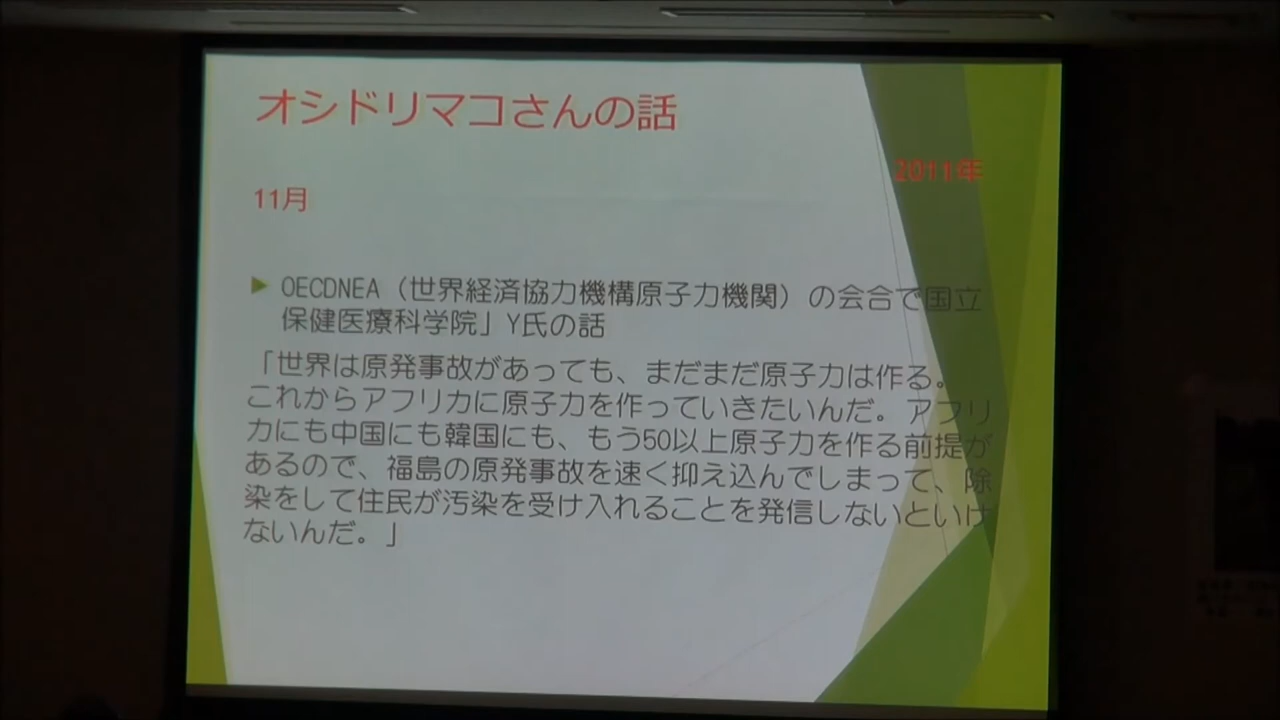 オシドリマコさんの話
2011年
11月
▶ OECDNEA（世界経済協力機構原子力機関）の会合で国立
保健医療科学院」Y氏の話
「世界は原発事故があっても、まだまだ原子力は作る。
これからアフリカに原子力を作っていきたいんだ。アフリ
カにも中国にも韓国にも、もう50以上原子力を作る前提が
あるので、福島の原発事故を速く抑え込んでしまって、除
染をして住民が汚染を受け入れることを発信しないといけ
ないんだ。」